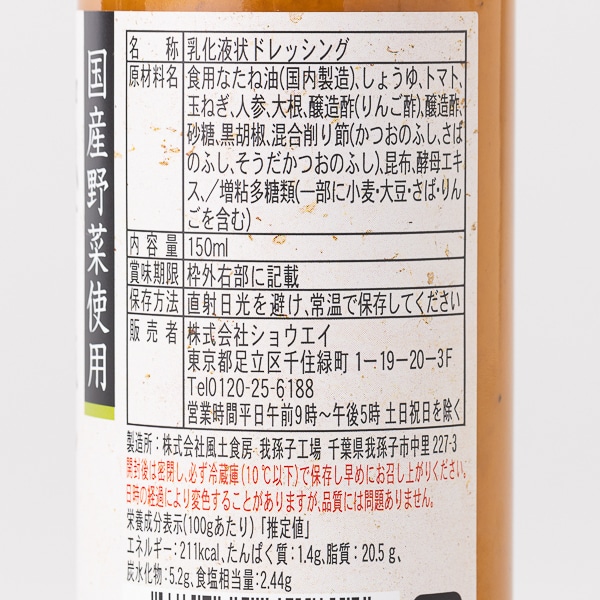 国産野菜使用
名称 乳化液状ドレッシング
原材料名 食用なたね油(国内製造)、しょうゆ、トマト、
玉ねぎ、人参、大根、醸造酢(りんご酢)、醸造酢、
砂糖、黒胡椒、混合削り節(かつおのふし、さば
のふし、そうだかつおのふし)、昆布、酵母エキ
ス/増粘多糖類(一部に小麦・大豆・さば・りん
ごを含む)
内容量 150ml
賞味期限 枠外右部に記載
保存方法 直射日光を避け、常温で保存してください
販売者 株式会社ショウエイ
東京都足立区千住緑町1-19-20-3F
Tel0120-25-6188
営業時間平日午前9時~午後5時 土日祝日を除く
製造所:株式会社風土食房 我孫子工場 千葉県我孫子市中里227-3
開封後は密閉し、必ず冷蔵庫(10℃以下)で保存し早めにお召し上がりください。
日時の経過により変色することがありますが、品質には問題ありません。
栄養成分表示(100gあたり)「推定値」
エネルギー:211kcal、たんぱく質:1.4g、脂質:20.5g、
炭水化物:5.2g、食塩相当量:2.44g